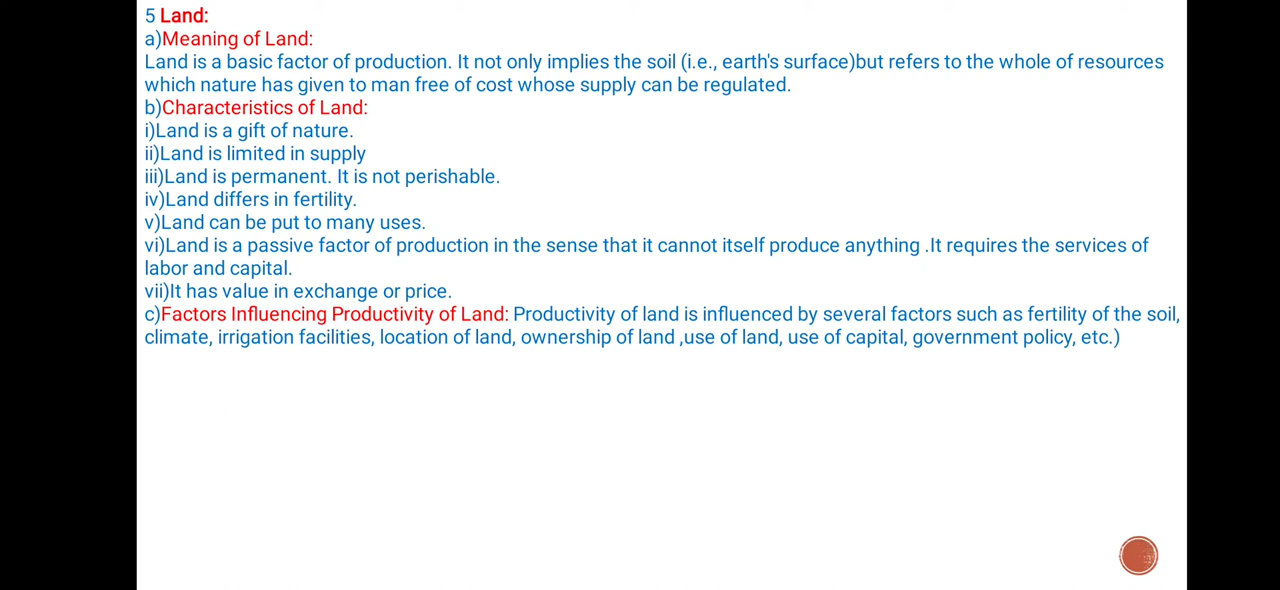 5 Land:
a)Meaning of Land:
Land is a basic factor of production. It not only implies the soil (i.e., earth's surface)but refers to the whole of resources
which nature has given to man free of cost whose supply can be regulated.
b)Characteristics of Land:
i)Land is a gift of nature.
ii)Land is limited in supply
iii)Land is permanent. It is not perishable.
iv)Land differs in fertility.
v)Land can be put to many uses.
vi)Land is a passive factor of production in the sense that it cannot itself produce anything .It requires the services of
labor and capital.
vii)It has value in exchange or price.
c)Factors Influencing Productivity of Land: Productivity of land is influenced by several factors such as fertility of the soil,
climate, irrigation facilities, location of land, ownership of land ,use of land, use of capital, government policy, etc.)